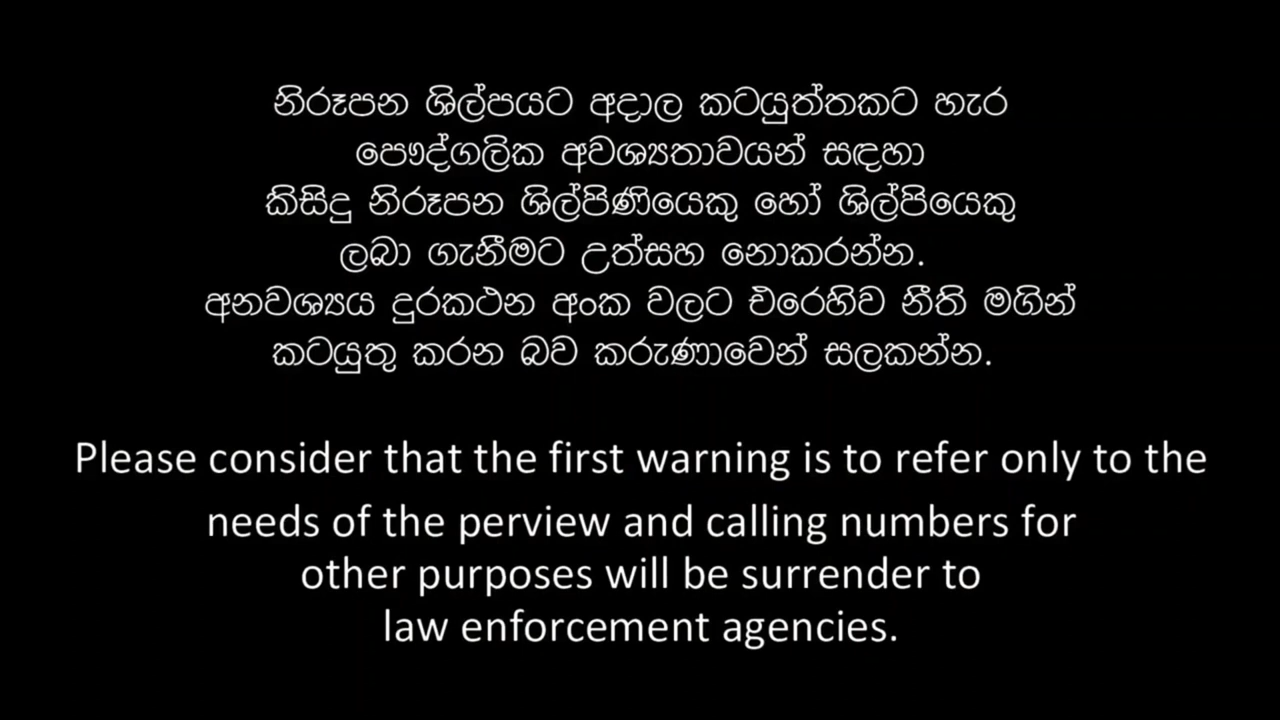 නිරූපන ශිල්පයට අදාල කටයුත්තකට හැර
පෞද්ගලික අවශ්‍යතාවයන් සඳහා
කිසිදු නිරූපන ශිල්පිණියෙකු හෝ ශිල්පියෙකු
ලබා ගැනීමට උත්සහ නොකරන්න.
අනවශ්‍යය දුරකථන අංක වලට එරෙහිව නීති මගින්
කටයුතු කරන බව කරුණාවෙන් සලකන්න.
Please consider that the first warning is to refer only to the
needs of the perview and calling numbers for
other purposes will be surrender to
law enforcement agencies.